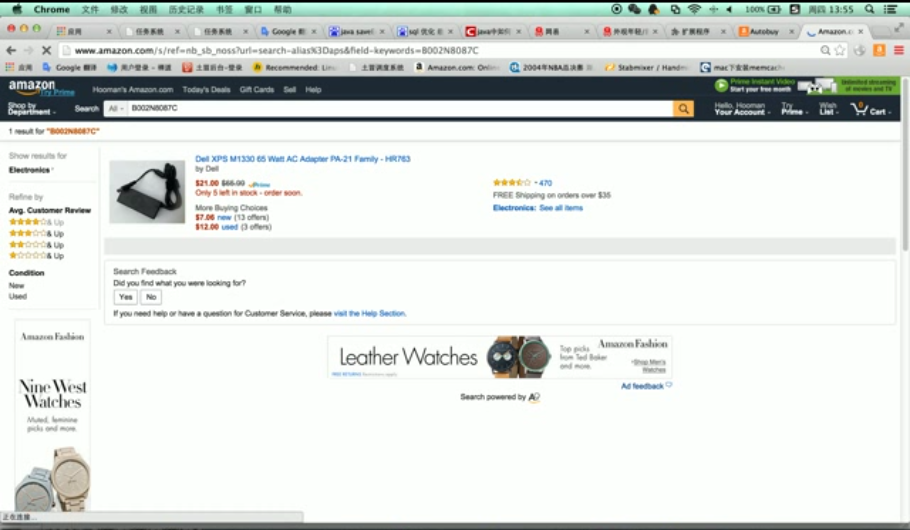 Chrome 文件 修改 视图 历史记录 书签 窗口 帮助 100% 周四 13:55
应用 任务系统 任务系统 Google 翻 java saveli sql 优化 java中如何 网易 外观年轻 扩展程序 Autobuy Amazon.c
www.amazon.com/s/ref=nb_sb_noss?url=search-alias%3Daps&field-keywords=B002N8087C
应用 Google 翻译 用户登录 - 禅道 土冒后台-登录 Recommended: Lin 土冒调度系统 Amazon.com: Onlin 2004年NBA总决赛 Stabmixer / Handm mac下安装memcach
amazon
Try Prime
Hooman's Amazon.com Today's Deals Gift Cards Sell Help
Prime Instant Video
Start your free month
Unlimited streaming
of movies and TV
Shop by
Department
Search All B002N8087C
Hello, Hooman
Your Account
Try
Prime
Wish
List
0
Cart
1 result for "B002N8087C"
Show results for
Electronics
Refine by
Avg. Customer Review
& Up
& Up
& Up
& Up
Condition
New
Used
Dell XPS M1330 65 Watt AC Adapter PA-21 Family - HR763
by Dell
$21.00 $66.99 Prime
Only 5 left in stock - order soon.
More Buying Choices
$7.06 new (13 offers)
$12.00 used (3 offers)
470
FREE Shipping on orders over $35
Electronics: See all items
Search Feedback
Did you find what you were looking for?
Yes No
If you need help or have a question for Customer Service, please visit the Help Section.
Amazon Fashion
Nine West
Watches
Muted, feminine
picks and more.
Leather Watches
FREE RETURNS
Top picks
from Ted Baker
and more.
Amazon Fashion
Shop Men's
Watches
Ad feedback
Search powered by A9
正在连接...